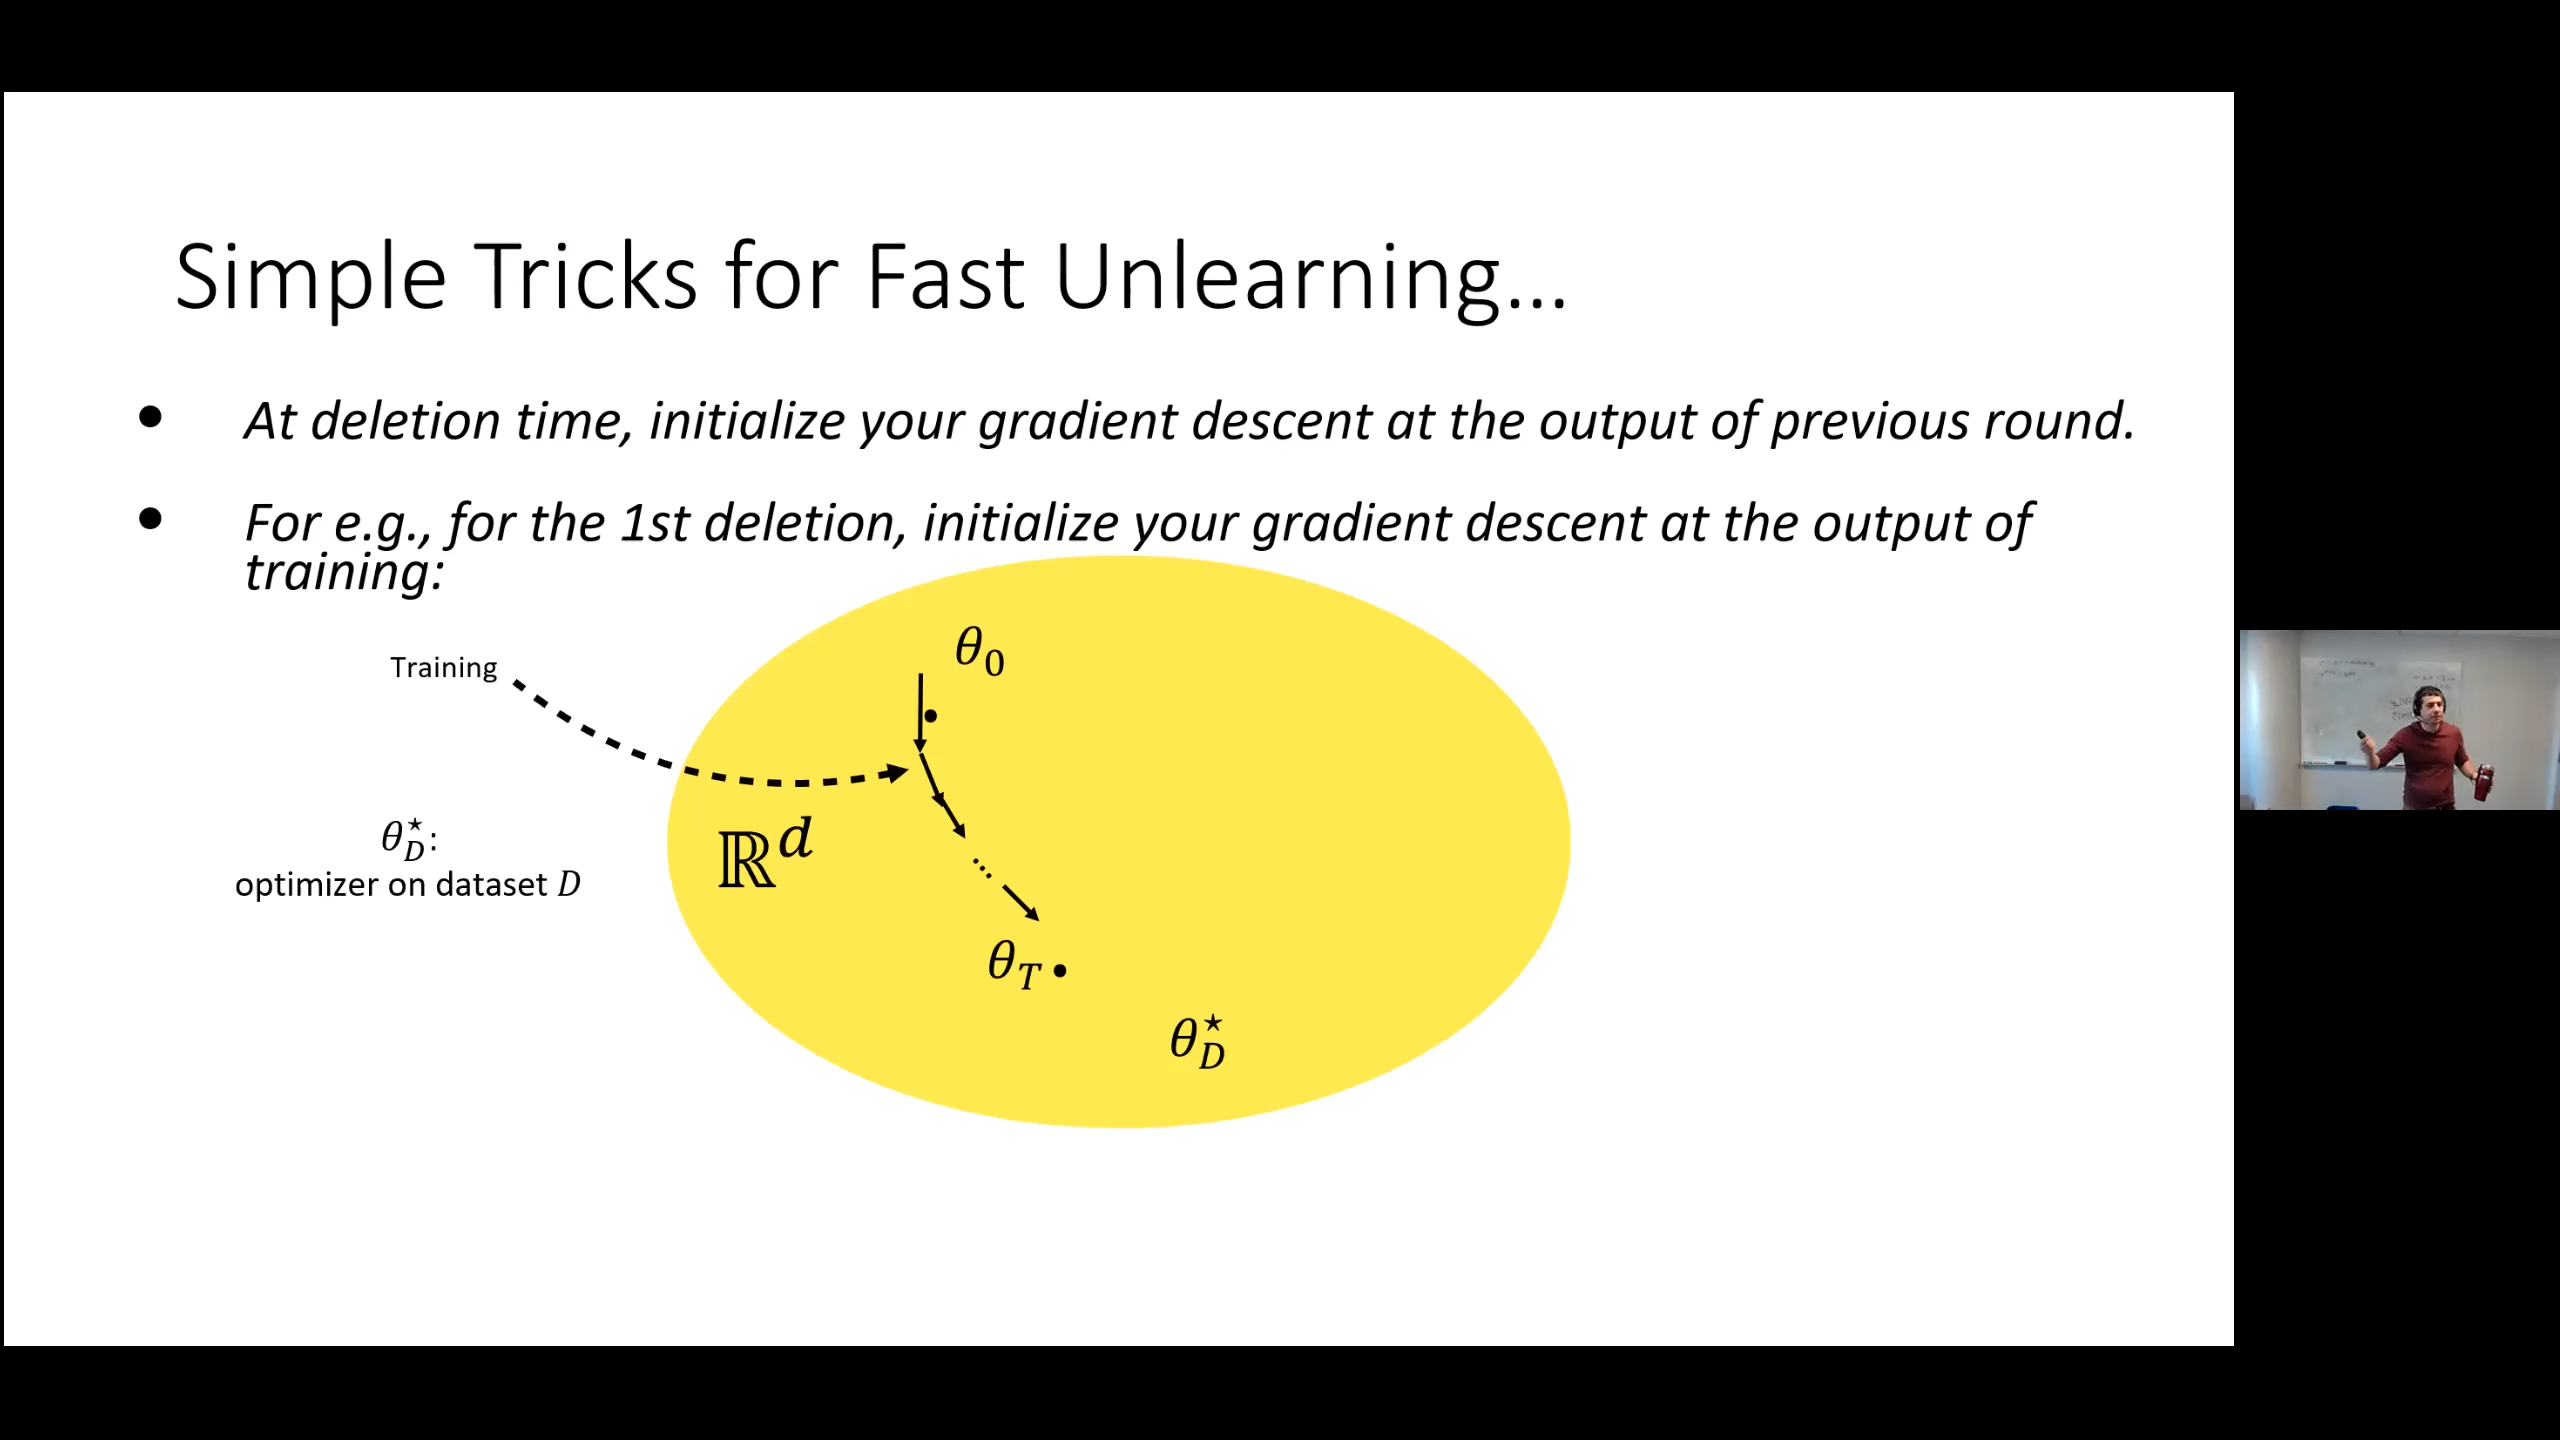 Simple Tricks for Fast Unlearning…
• At deletion time, initialize your gradient descent at the output of previous round.
• For e.g., for the 1st deletion, initialize your gradient descent at the output of
training:
θ₀
Training
θ_D^⋆:
optimizer on dataset D
ℝ^d
…
θ_T
θ_D^⋆